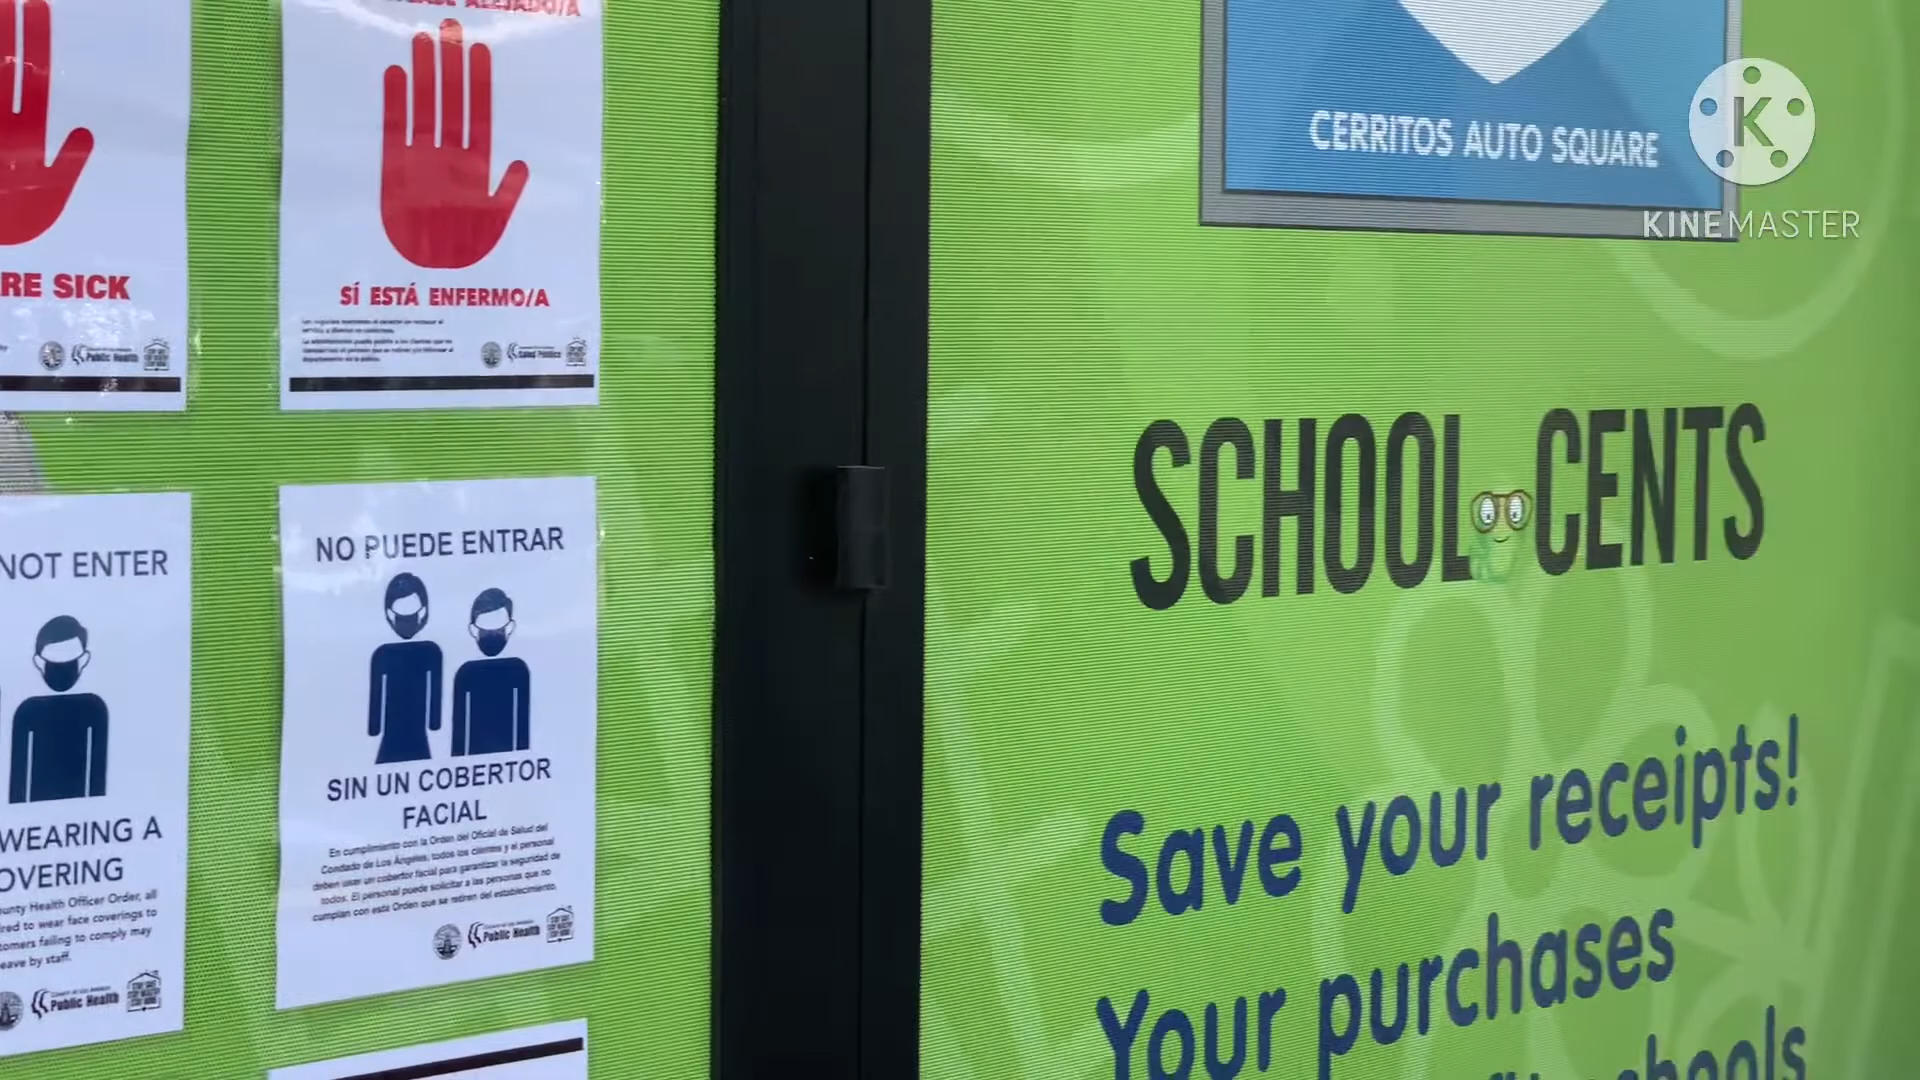 RE SICK
Public Health
ALEJADO/A
SÍ ESTÁ ENFERMO/A
Salud Pública
NOT ENTER
WEARING A
OVERING
unty Health Officer Order, all
red to wear face coverings to
tomers failing to comply may
eave by staff.
Public Health
NO PUEDE ENTRAR
SIN UN COBERTOR
FACIAL
En cumplimiento con la Orden del Oficial de Salud del
Condado de Los Ángeles, todos los clientes y el personal
deben usar un cobertor facial para garantizar la seguridad de
todos. El personal puede solicitar a las personas que no
cumplan con esta Orden que se retiren del establecimiento.
Public Health
CERRITOS AUTO SQUARE
K
KINEMASTER
SCHOOL CENTS
Save your receipts!
Your purchases
schools